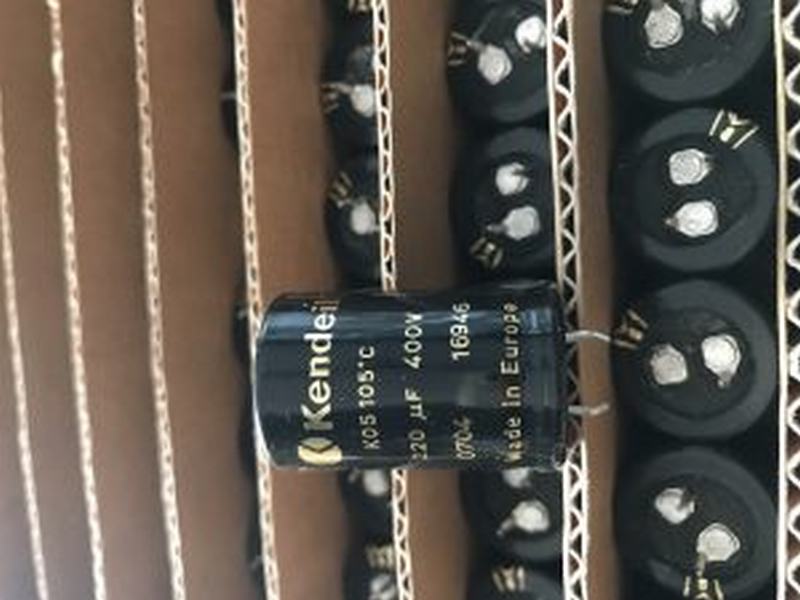 Kendeil
K05 105°C
220 µF 400V
0704 16946
Made In Europe